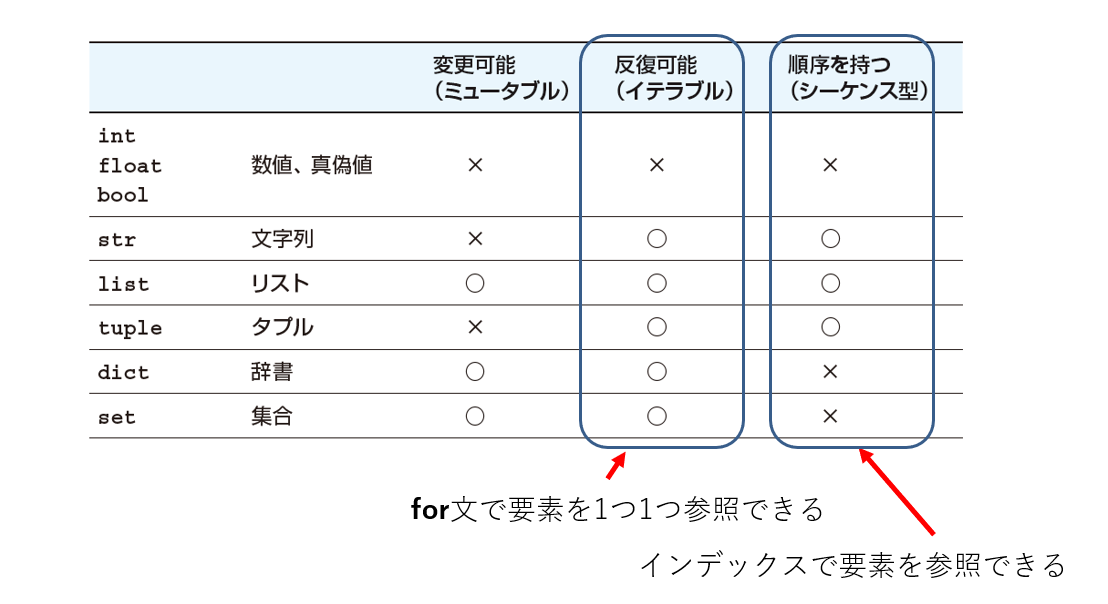 変更可能 反復可能 順序を持つ
（ミュータブル） （イテラブル） （シーケンス型）
int
float 数値、真偽値 × × ×
bool
str 文字列 × ○ ○
list リスト ○ ○ ○
tuple タプル × ○ ○
dict 辞書 ○ ○ ×
set 集合 ○ ○ ×
for文で要素を1つ1つ参照できる
インデックスで要素を参照できる